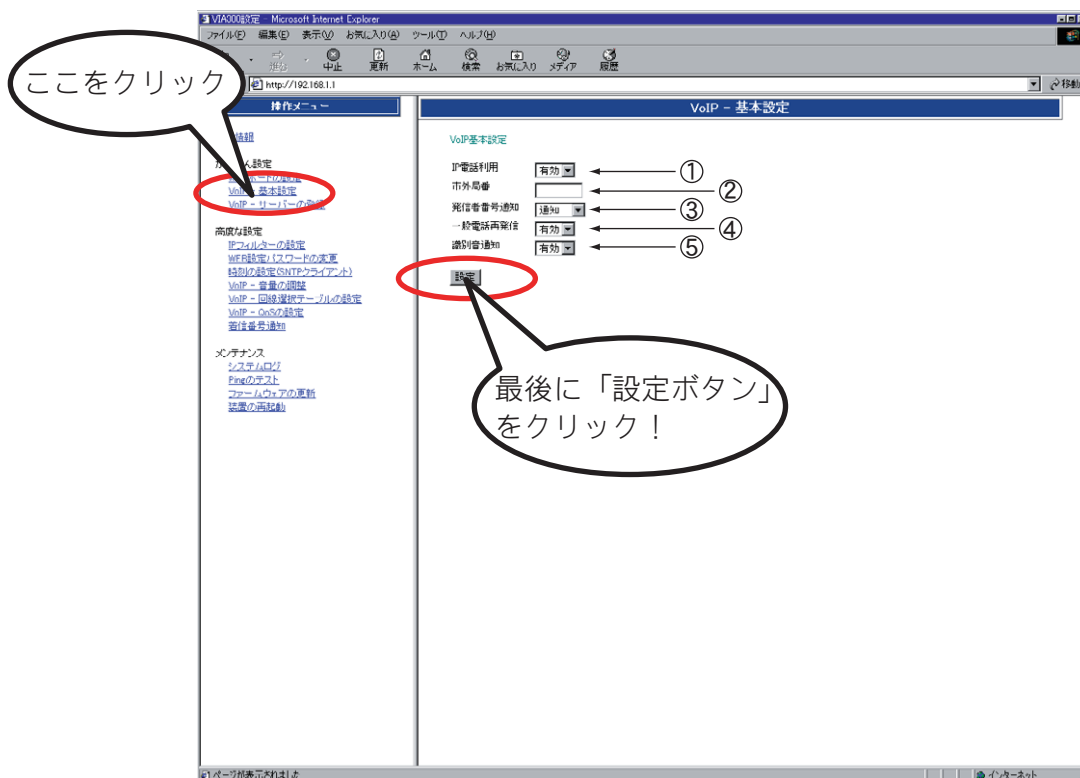 VIA300設定 - Microsoft Internet Explorer
ファイル(F) 編集(E) 表示(V) お気に入り(A) ツール(T) ヘルプ(H)
中止 更新 ホーム 検索 お気に入り メディア 履歴
ここをクリック
http://192.168.1.1 移動
操作メニュー
VoIP - 基本設定
情報
VoIP基本設定
ん設定
VoIP - 基本設定
VoIP - サーバーの
IP電話利用 有効 ①
市外局番 ②
発信者番号通知 通知 ③
一般電話再発信 有効 ④
識別音通知 有効 ⑤
設定
高度な設定
IPフィルターの設定
WEB設定パスワードの変更
時刻の設定(SNTPクライアント)
VoIP - 音量の調整
VoIP - 回線選択テーブルの設定
VoIP - QoSの設定
着信番号通知
メンテナンス
システムログ
Pingのテスト
ファームウェアの更新
装置の再起動
最後に「設定ボタン」
をクリック！
ページが表示されました インターネット